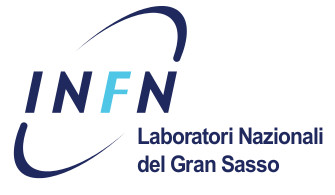 INFN
Laboratori Nazionali
del Gran Sasso